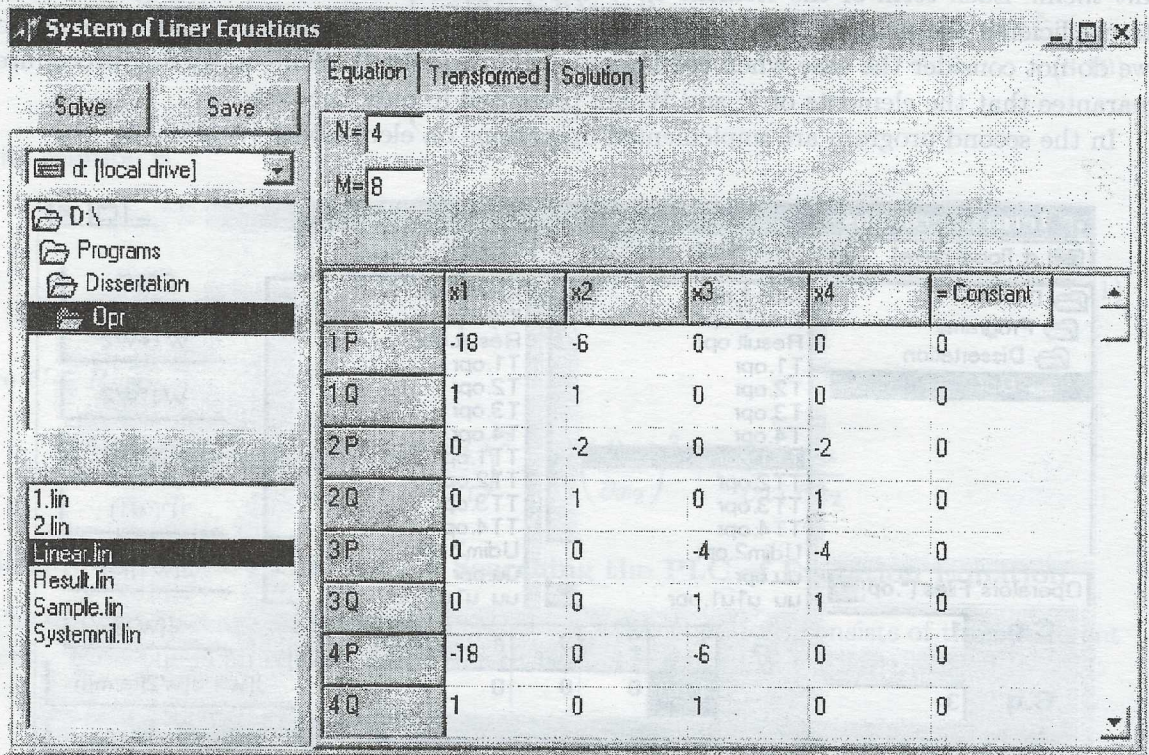 System of Liner Equations
Solve Save
d: [local drive]
D:\
Programs
Dissertation
Opr
1.lin
2.lin
Linear.lin
Result.lin
Sample.lin
Systemnil.lin
Equation Transformed Solution
N= 4
M= 8
x1 x2 x3 x4 = Constant
1 P -18 -6 0 0 0
1 Q 1 1 0 0 0
2 P 0 -2 0 -2 0
2 Q 0 1 0 1 0
3 P 0 0 -4 -4 0
3 Q 0 0 1 1 0
4 P -18 0 -6 0 0
4 Q 1 0 1 0 0